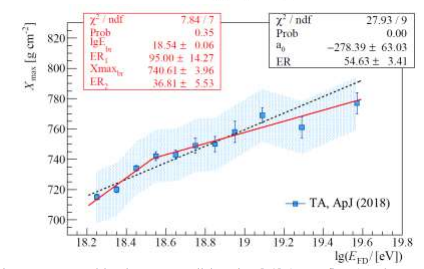 χ² / ndf 7.84 / 7
Prob 0.35
lgE_br 18.54 ± 0.06
ER_1 95.00 ± 14.27
Xmax_br 740.61 ± 3.96
ER_2 36.81 ± 5.53
χ² / ndf 27.93 / 9
Prob 0.00
a_0 −278.39 ± 63.03
ER 54.63 ± 3.41
X_max [g cm⁻²]
820
800
780
760
740
720
700
TA, ApJ (2018)
18.2 18.4 18.6 18.8 19 19.2 19.4 19.6 19.8
lg(E_FD / [eV])